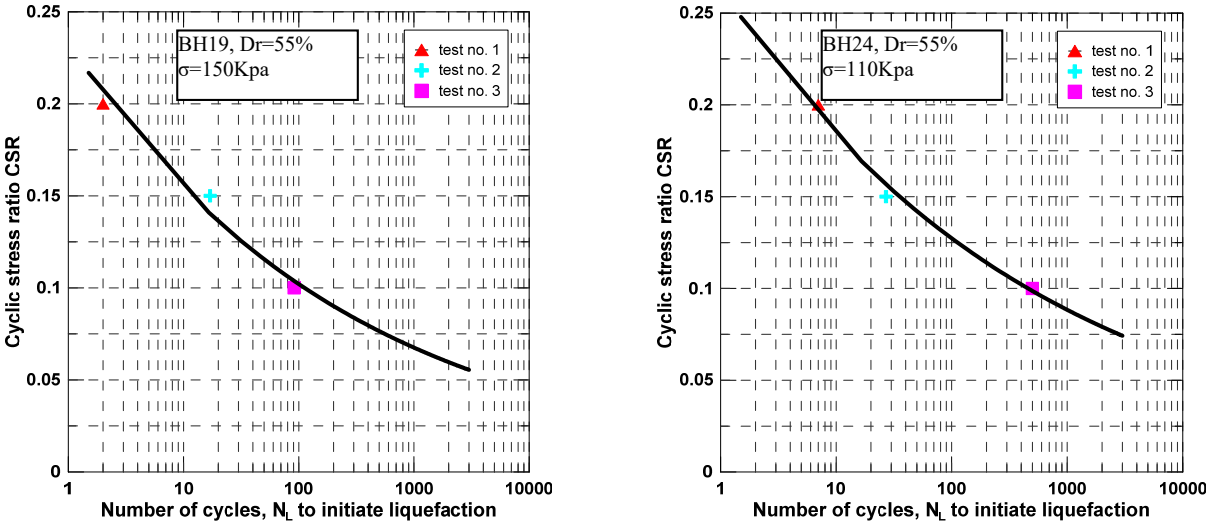 0.25
0.2
0.15
0.1
0.05
0
Cyclic stress ratio CSR
BH19, Dr=55%
σ=150Kpa
test no. 1
test no. 2
test no. 3
1 10 100 1000 10000
Number of cycles, NL to initiate liquefaction
0.25
0.2
0.15
0.1
0.05
0
Cyclic stress ratio CSR
BH24, Dr=55%
σ=110Kpa
test no. 1
test no. 2
test no. 3
1 10 100 1000 10000
Number of cycles, NL to initiate liquefaction